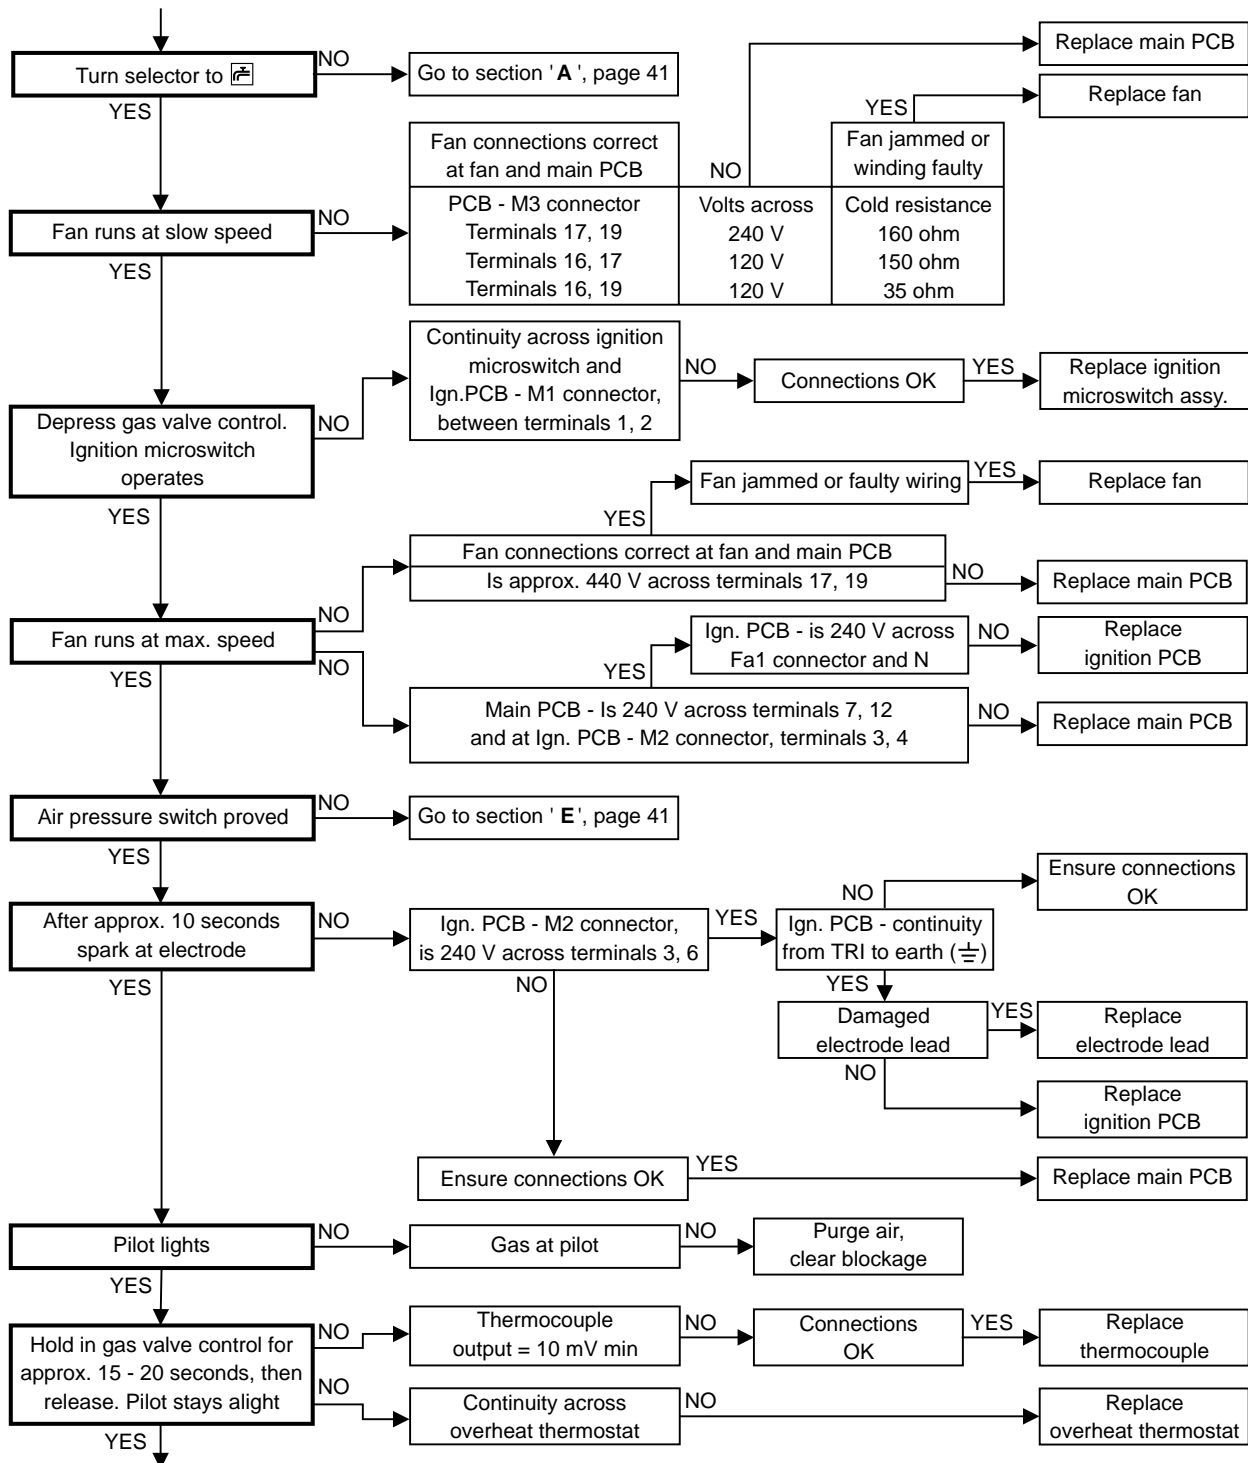 Turn selector to
NO
Go to section 'A', page 41
Replace main PCB
YES
Replace fan
YES
Fan runs at slow speed
NO
Fan connections correct
at fan and main PCB
NO
Fan jammed or
winding faulty
PCB - M3 connector
Volts across
Cold resistance
Terminals 17, 19
240 V
160 ohm
Terminals 16, 17
120 V
150 ohm
Terminals 16, 19
120 V
35 ohm
YES
Depress gas valve control.
Ignition microswitch
operates
NO
Continuity across ignition
microswitch and
Ign.PCB - M1 connector,
between terminals 1, 2
NO
Connections OK
YES
Replace ignition
microswitch assy.
YES
Fan runs at max. speed
NO
Fan connections correct at fan and main PCB
Is approx. 440 V across terminals 17, 19
YES
Fan jammed or faulty wiring
YES
Replace fan
NO
Replace main PCB
NO
Main PCB - Is 240 V across terminals 7, 12
and at Ign. PCB - M2 connector, terminals 3, 4
YES
Ign. PCB - is 240 V across
Fa1 connector and N
NO
Replace
ignition PCB
NO
Replace main PCB
YES
Air pressure switch proved
NO
Go to section 'E', page 41
YES
After approx. 10 seconds
spark at electrode
NO
Ign. PCB - M2 connector,
is 240 V across terminals 3, 6
YES
Ign. PCB - continuity
from TRI to earth (⏚)
NO
Ensure connections
OK
YES
Damaged
electrode lead
YES
Replace
electrode lead
NO
Replace
ignition PCB
NO
Ensure connections OK
YES
Replace main PCB
YES
Pilot lights
NO
Gas at pilot
NO
Purge air,
clear blockage
YES
Hold in gas valve control for
approx. 15 - 20 seconds, then
release. Pilot stays alight
NO
Thermocouple
output = 10 mV min
NO
Connections
OK
YES
Replace
thermocouple
NO
Continuity across
overheat thermostat
NO
Replace
overheat thermostat
YES